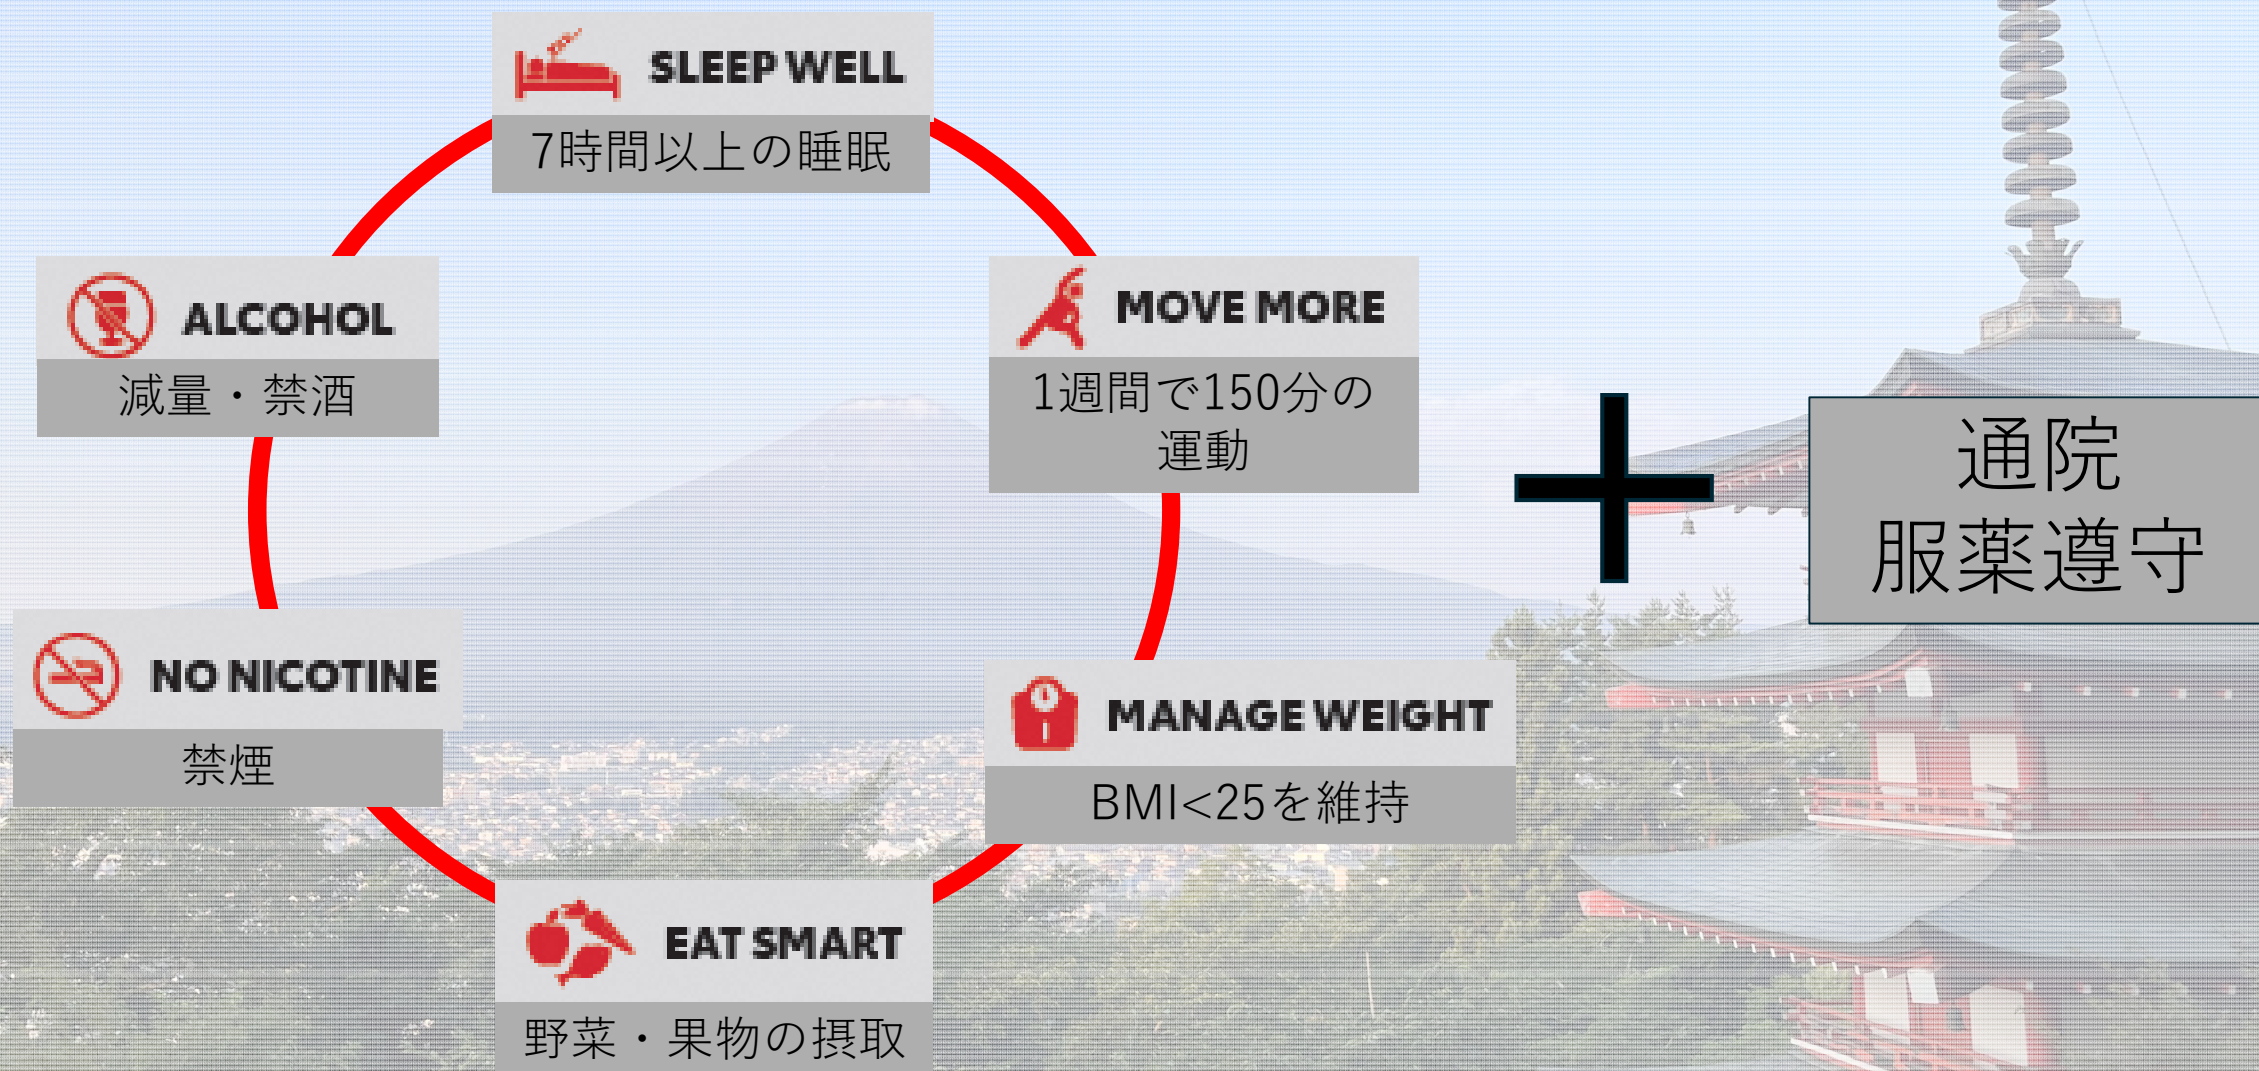 SLEEP WELL
7時間以上の睡眠
ALCOHOL
減量・禁酒
MOVE MORE
1週間で150分の
運動
通院
服薬遵守
NO NICOTINE
禁煙
MANAGE WEIGHT
BMI<25を維持
EAT SMART
野菜・果物の摂取